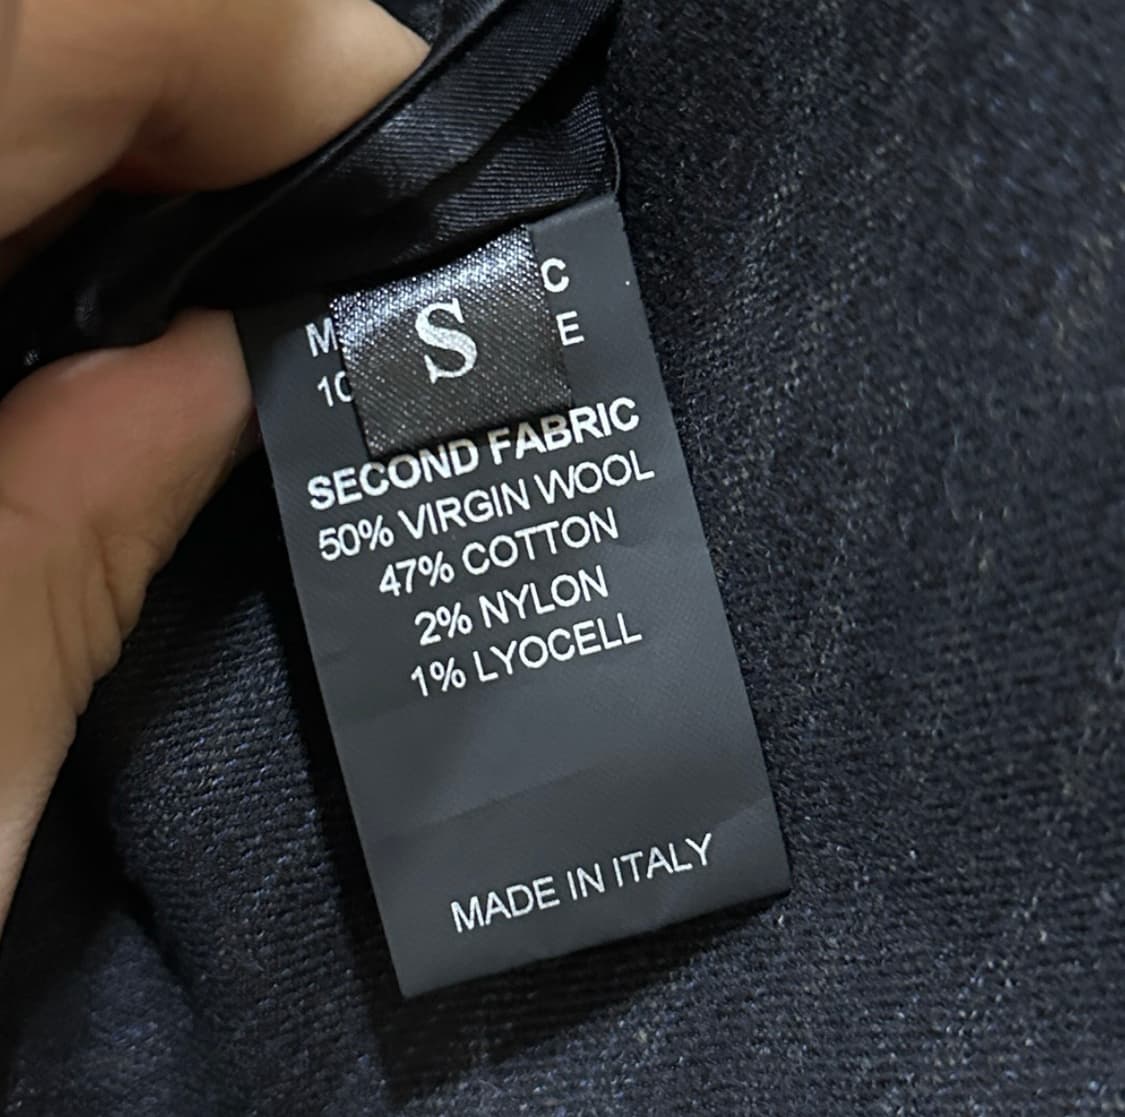 S
SECOND FABRIC
50% VIRGIN WOOL
47% COTTON
2% NYLON
1% LYOCELL
MADE IN ITALY